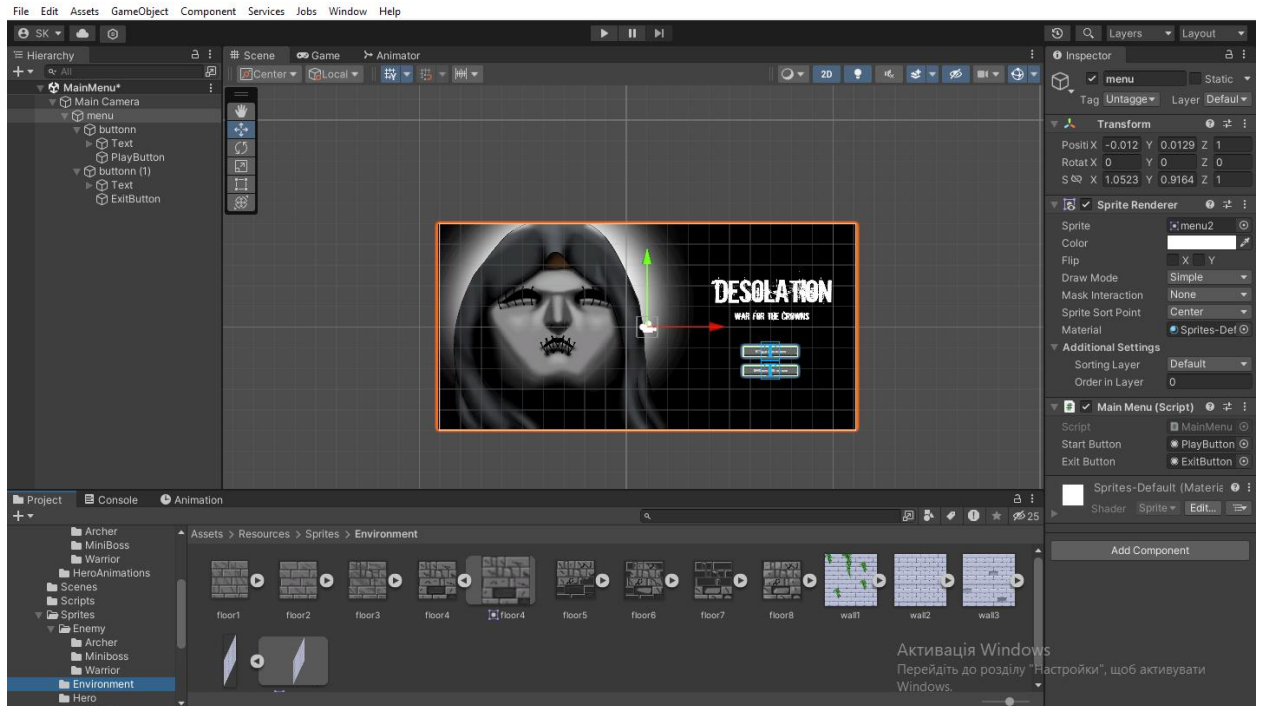 File Edit Assets GameObject Component Services Jobs Window Help
SK Layers Layout
Hierarchy # Scene Game Animator Inspector
All Center Local 2D menu Static
MainMenu* Tag Untagge Layer Defaul
Main Camera
menu Transform
buttonn Positi X -0.012 Y 0.0129 Z 1
Text Rotat X 0 Y 0 Z 0
PlayButton S X 1.0523 Y 0.9164 Z 1
buttonn (1)
Text Sprite Renderer
ExitButton Sprite menu2
Color
Flip X Y
Draw Mode Simple
Mask Interaction None
Sprite Sort Point Center
Material Sprites-Def
Additional Settings
Sorting Layer Default
Order in Layer 0
DESOLATION
WAR FOR THE CROWNS
Main Menu (Script)
Script MainMenu
Start Button PlayButton
Exit Button ExitButton
Sprites-Default (Materia
Shader Sprite Edit...
Add Component
Project Console Animation
25
Archer Assets > Resources > Sprites > Environment
MiniBoss
Warrior
HeroAnimations
Scenes
Scripts
Sprites
Enemy
Archer
Miniboss
Warrior
Environment
Hero
floor1 floor2 floor3 floor4 floor4 floor5 floor6 floor7 floor8 wall1 wall2 wall3
Активація Windows
Перейдіть до розділу "Настройки", щоб активувати
Windows.